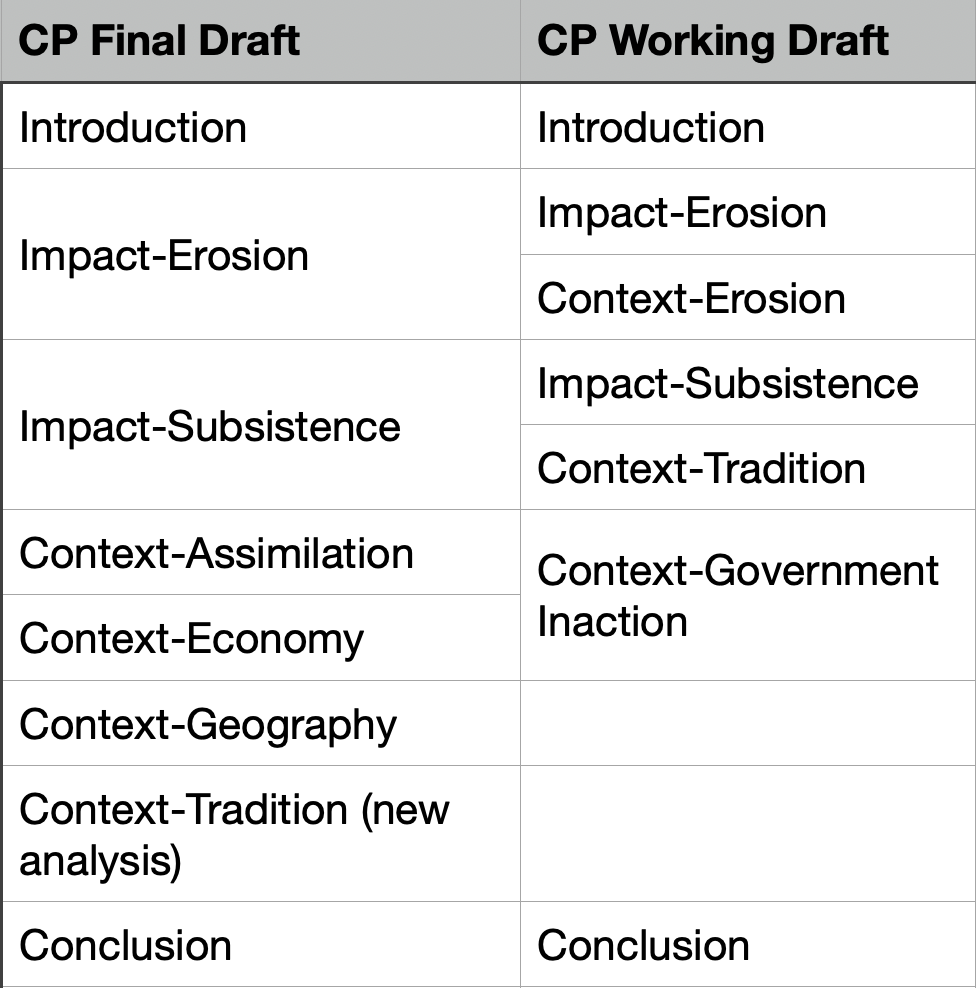 CP Final Draft
CP Working Draft
Introduction
Introduction
Impact-Erosion
Impact-Erosion
Context-Erosion
Impact-Subsistence
Impact-Subsistence
Context-Tradition
Context-Assimilation
Context-Government
Inaction
Context-Economy
Context-Geography
Context-Tradition (new
analysis)
Conclusion
Conclusion